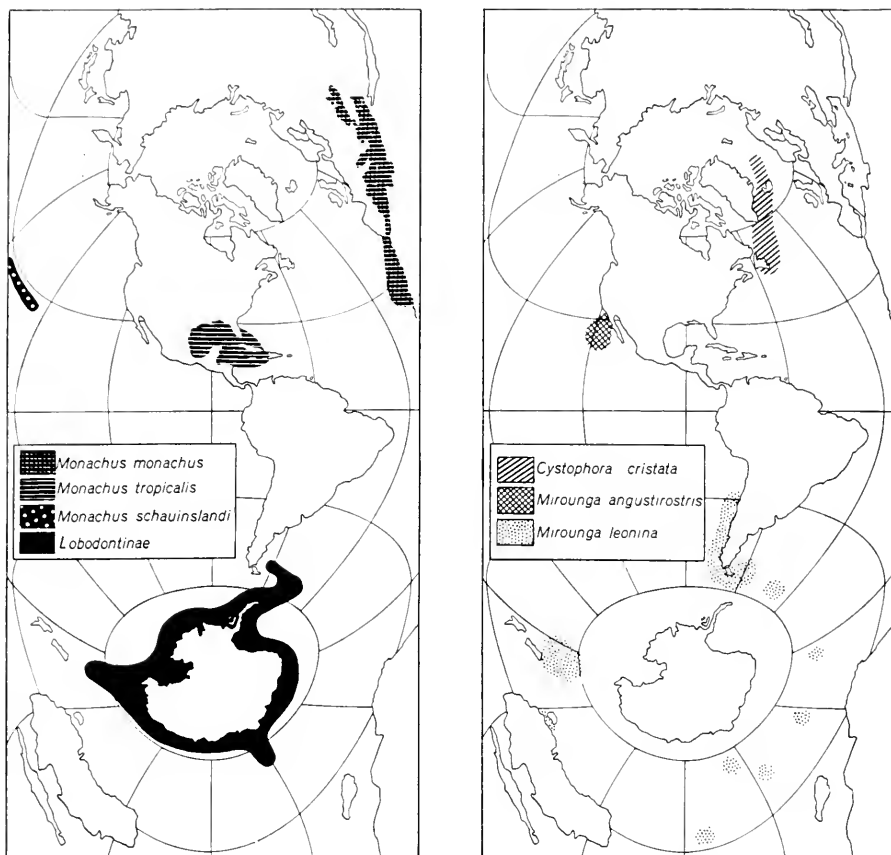 Monachus monachus
Monachus tropicalis
Monachus schauinslandi
Lobodontinae
Cystophora cristata
Mirounga angustirostris
Mirounga leonina